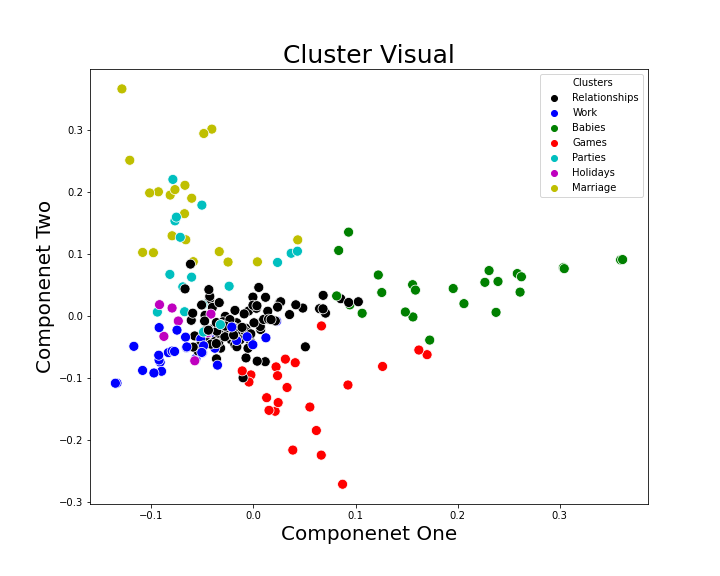 Cluster Visual
Clusters
Relationships
Work
Babies
Games
Parties
Holidays
Marriage
Componenet Two
0.3
0.2
0.1
0.0
−0.1
−0.2
−0.3
−0.1
0.0
0.1
0.2
0.3
Componenet One